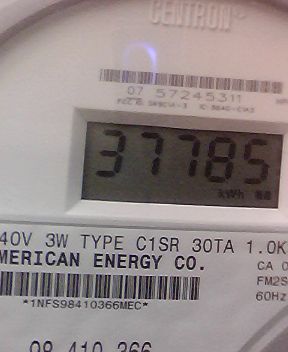 CENTRON®
07 57245311
37785
kWh
40V 3W TYPE C1SR 30TA 1.0K
MERICAN ENERGY CO.
CA 0
FM2S
60Hz
*1NFS98410366MEC*
98 410 366